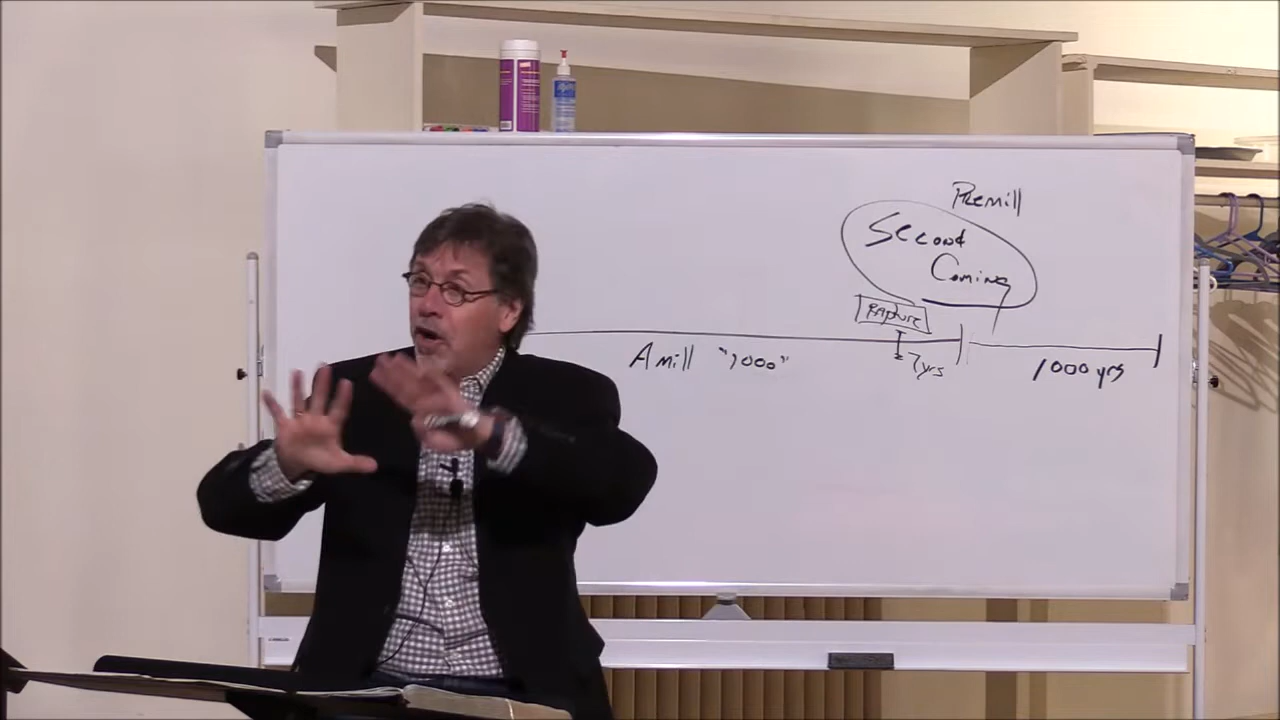 Premill
Second
Coming
Rapture
Amill "1000"
7yrs
1000 yrs